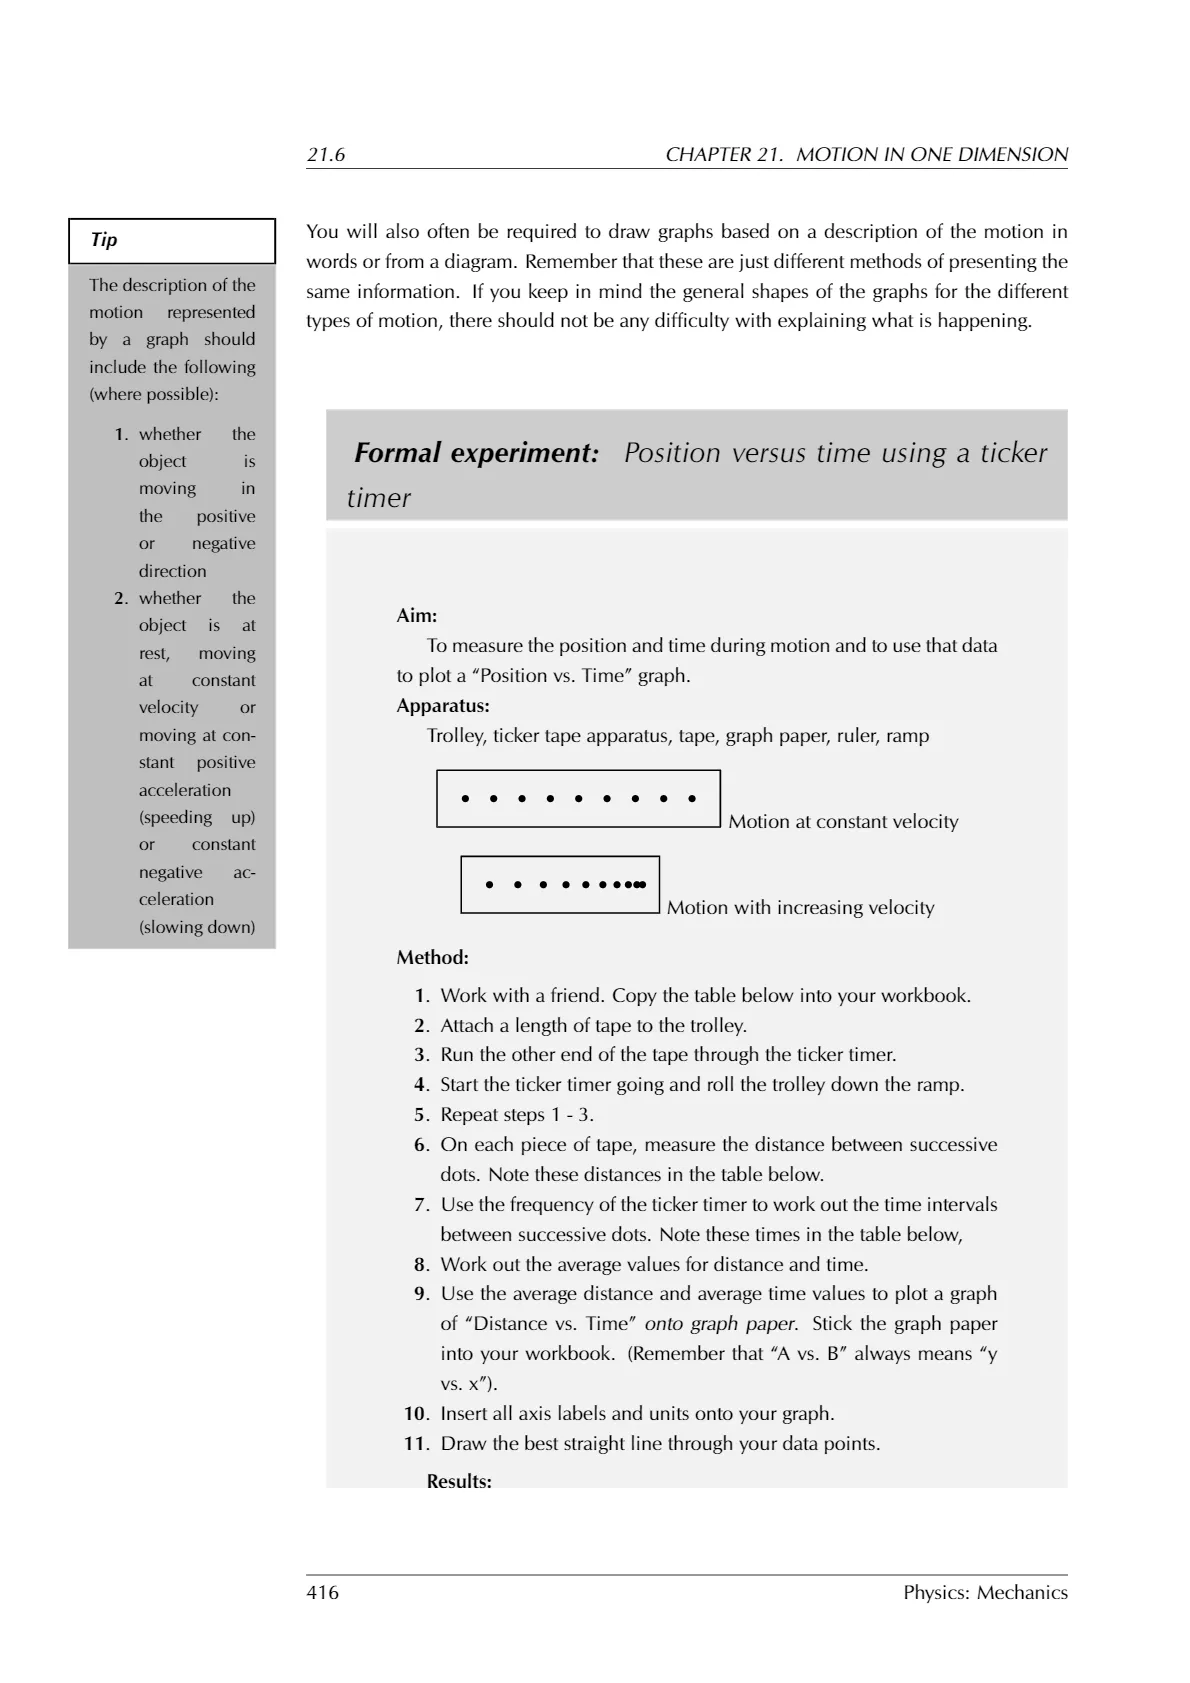 21.6 CHAPTER 21. MOTION IN ONE DIMENSION
Tip
The description of the
motion represented
by a graph should
include the following
(where possible):
1. whether the
object is
moving in
the positive
or negative
direction
2. whether the
object is at
rest, moving
at constant
velocity or
moving at con-
stant positive
acceleration
(speeding up)
or constant
negative ac-
celeration
(slowing down)
You will also often be required to draw graphs based on a description of the motion in
words or from a diagram. Remember that these are just different methods of presenting the
same information. If you keep in mind the general shapes of the graphs for the different
types of motion, there should not be any difficulty with explaining what is happening.
Formal experiment: Position versus time using a ticker
timer
Aim:
To measure the position and time during motion and to use that data
to plot a “Position vs. Time” graph.
Apparatus:
Trolley, ticker tape apparatus, tape, graph paper, ruler, ramp
Motion at constant velocity
Motion with increasing velocity
Method:
1. Work with a friend. Copy the table below into your workbook.
2. Attach a length of tape to the trolley.
3. Run the other end of the tape through the ticker timer.
4. Start the ticker timer going and roll the trolley down the ramp.
5. Repeat steps 1 - 3.
6. On each piece of tape, measure the distance between successive
dots. Note these distances in the table below.
7. Use the frequency of the ticker timer to work out the time intervals
between successive dots. Note these times in the table below,
8. Work out the average values for distance and time.
9. Use the average distance and average time values to plot a graph
of “Distance vs. Time” onto graph paper. Stick the graph paper
into your workbook. (Remember that “A vs. B” always means “y
vs. x”).
10. Insert all axis labels and units onto your graph.
11. Draw the best straight line through your data points.
Results:
416 Physics: Mechanics